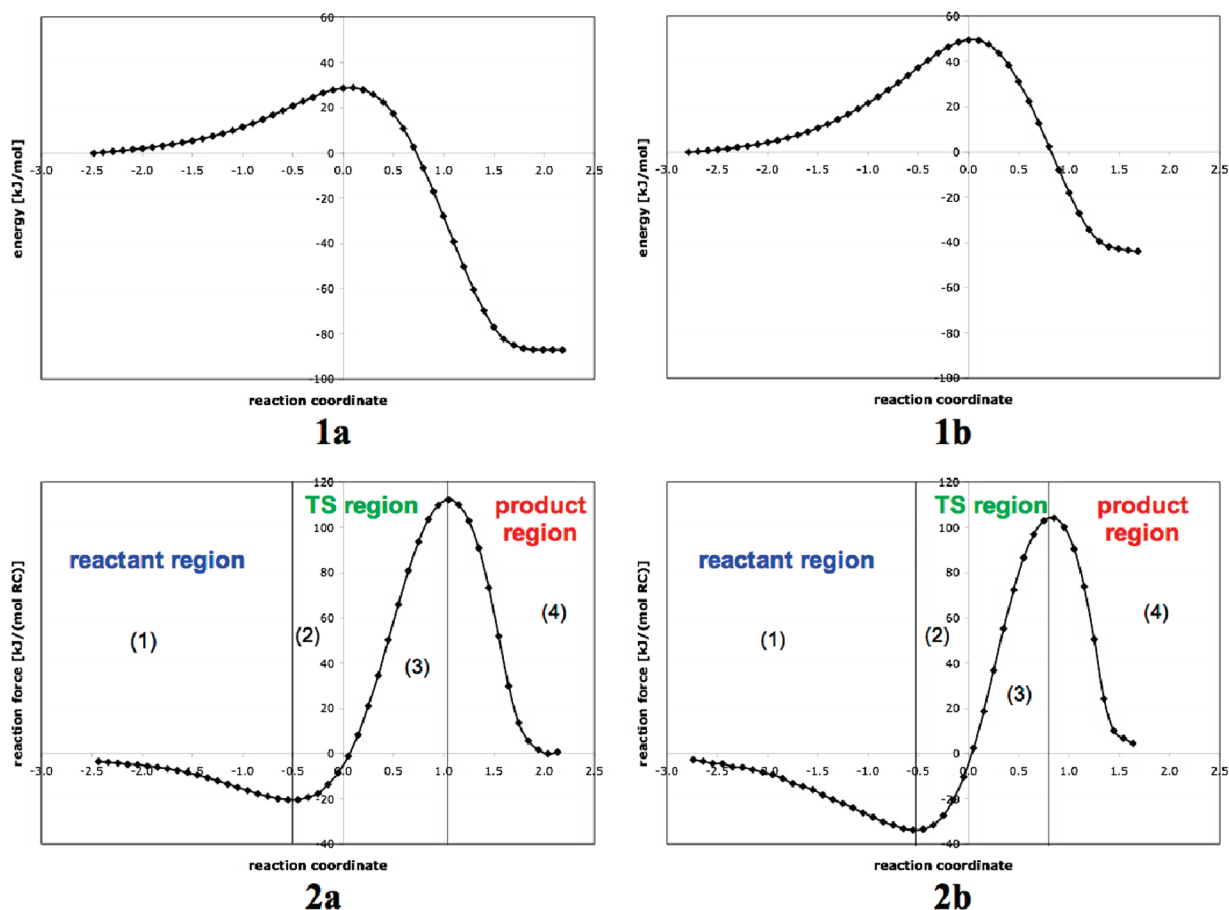 60
40
20
0
-20
-40
-60
-80
-100
-3.0 -2.5 -2.0 -1.5 -1.0 -0.5 0.0 0.5 1.0 1.5 2.0 2.5
energy [kJ/mol]
reaction coordinate
1a
60
40
20
0
-20
-40
-60
-80
-100
-3.0 -2.5 -2.0 -1.5 -1.0 -0.5 0.0 0.5 1.0 1.5 2.0 2.5
energy [kJ/mol]
reaction coordinate
1b
120
100
80
60
40
20
0
-20
-40
-3.0 -2.5 -2.0 -1.5 -1.0 -0.5 0.0 0.5 1.0 1.5 2.0 2.5
reaction force [kJ/(mol RC)]
TS region
product
region
reactant region
(1)
(2)
(3)
(4)
reaction coordinate
2a
120
100
80
60
40
20
0
-20
-40
-3.0 -2.5 -2.0 -1.5 -1.0 -0.5 0.0 0.5 1.0 1.5 2.0 2.5
reaction force [kJ/(mol RC)]
TS region
product
region
reactant region
(1)
(2)
(3)
(4)
reaction coordinate
2b